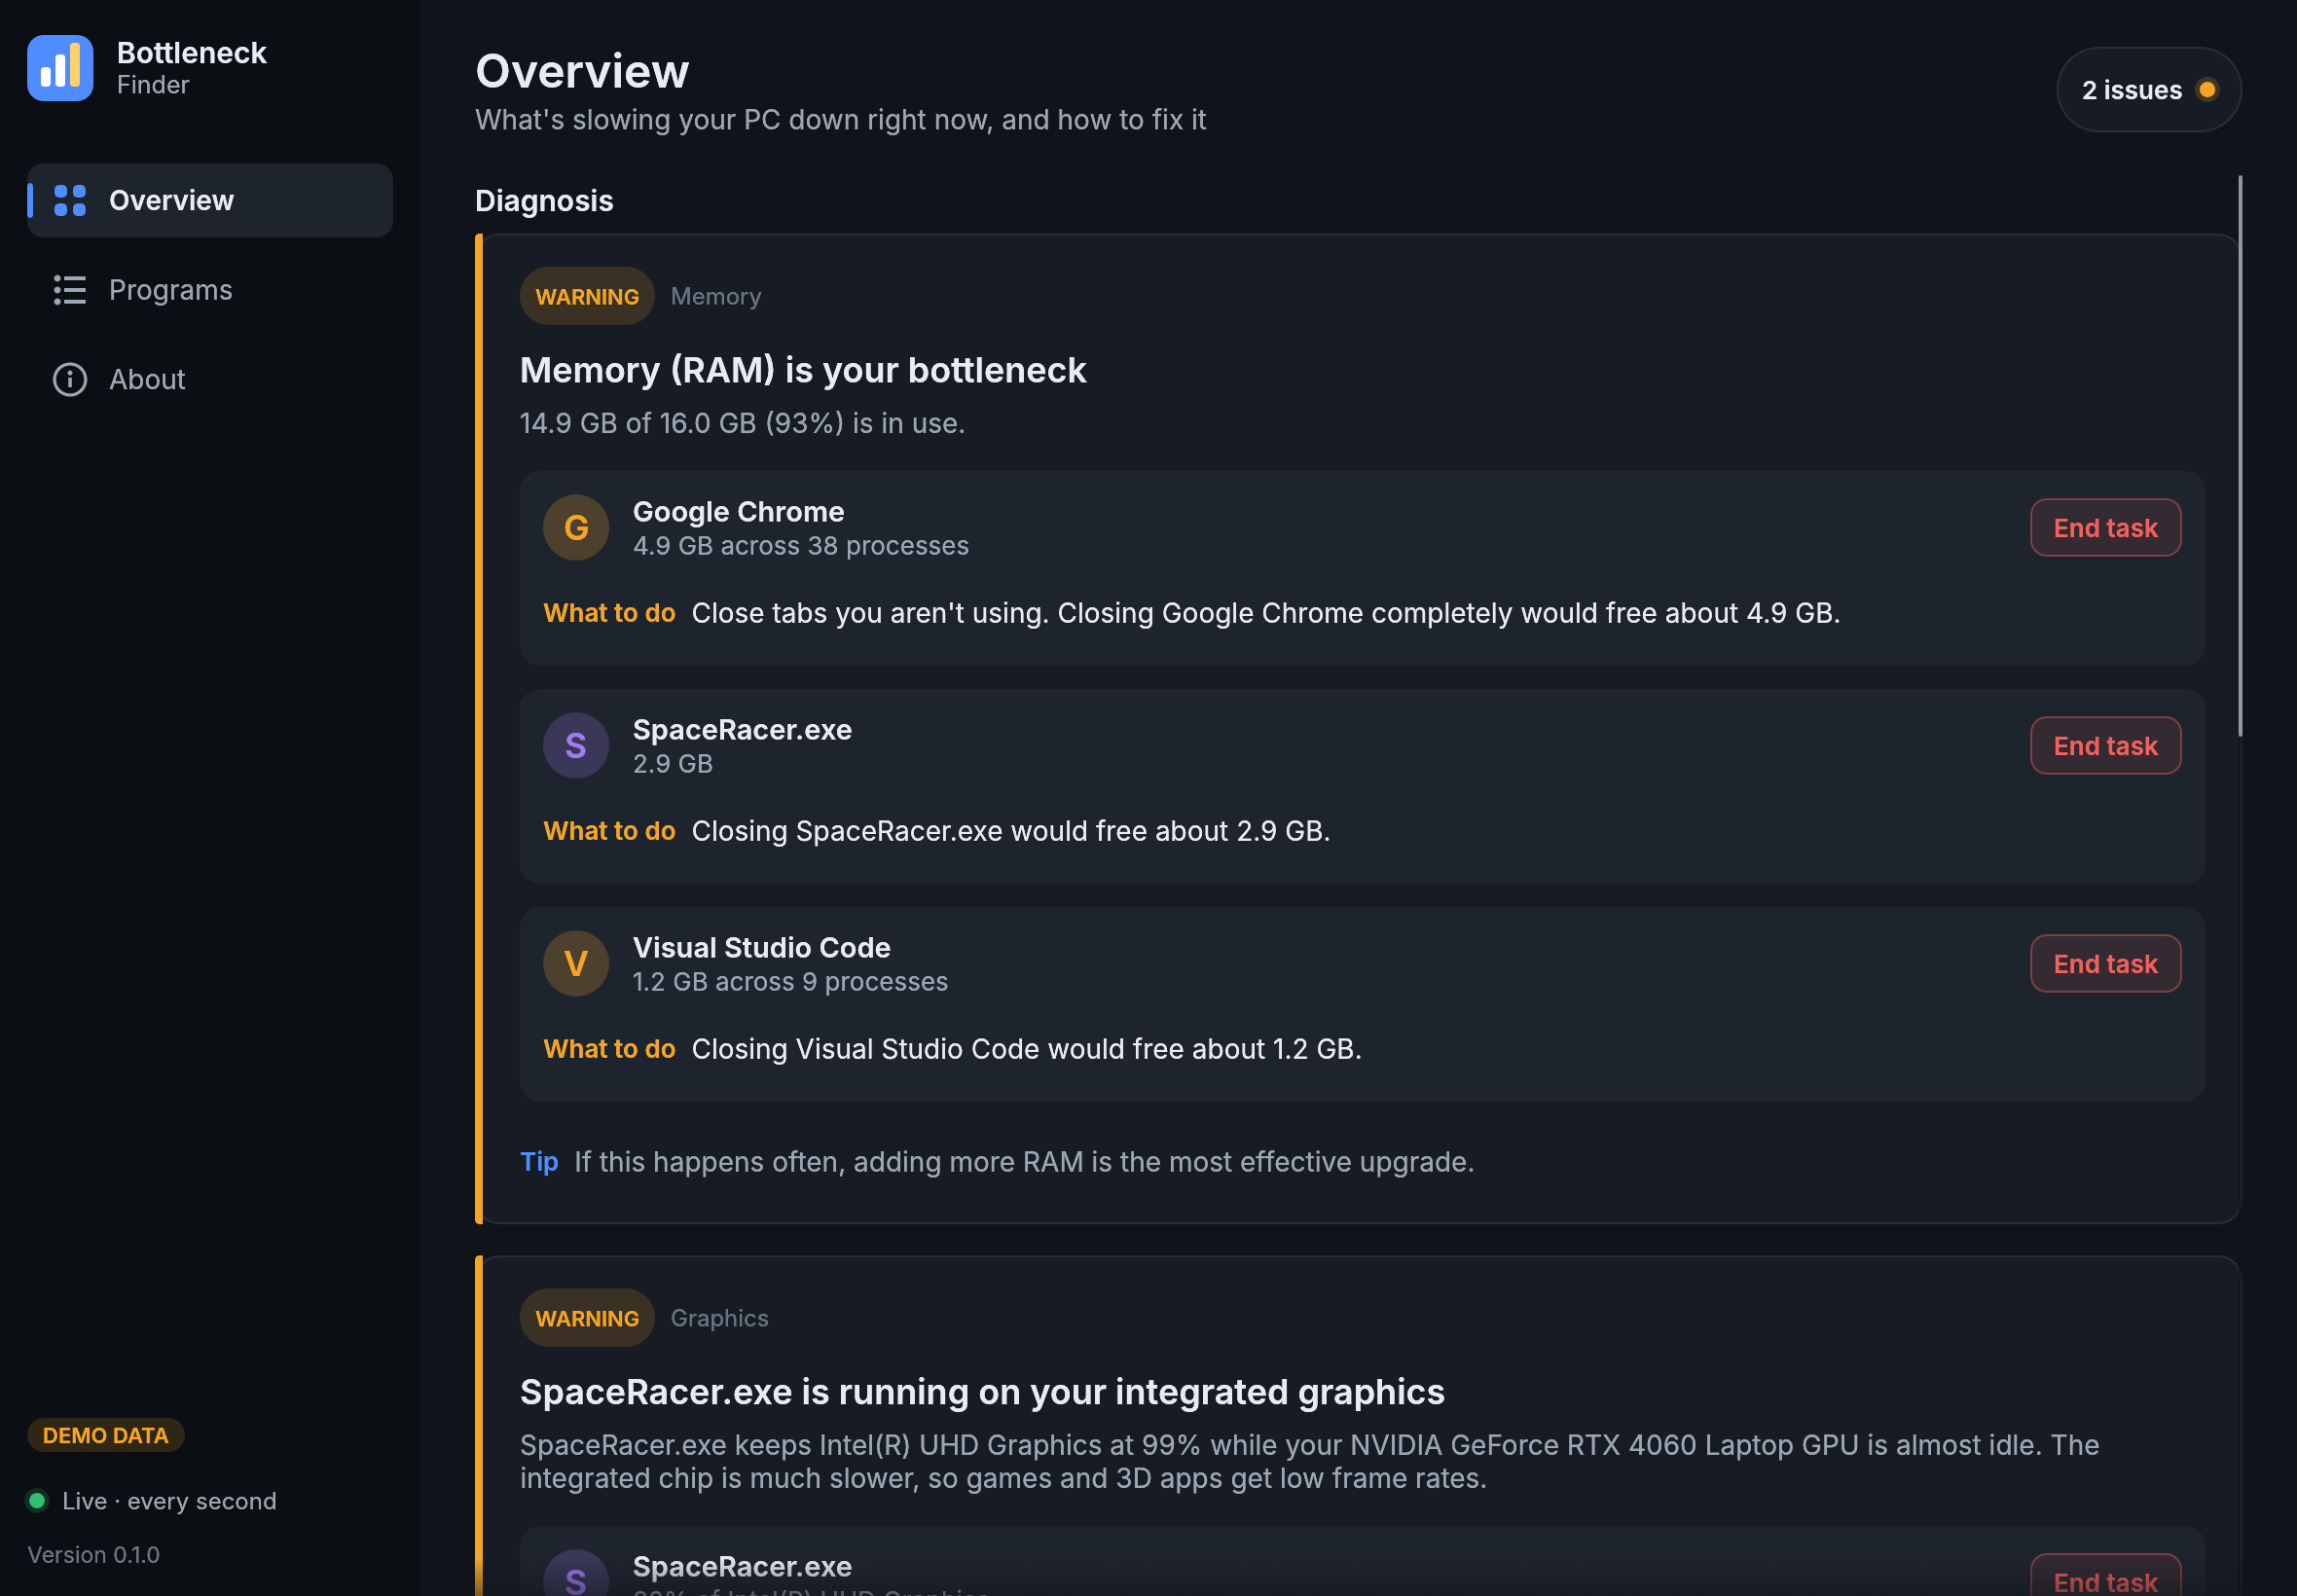 Bottleneck
Finder
Overview
Programs
About
DEMO DATA
Live · every second
Version 0.1.0
Overview
What's slowing your PC down right now, and how to fix it
2 issues
Diagnosis
WARNING Memory
Memory (RAM) is your bottleneck
14.9 GB of 16.0 GB (93%) is in use.
G
Google Chrome
4.9 GB across 38 processes
End task
What to do Close tabs you aren't using. Closing Google Chrome completely would free about 4.9 GB.
S
SpaceRacer.exe
2.9 GB
End task
What to do Closing SpaceRacer.exe would free about 2.9 GB.
V
Visual Studio Code
1.2 GB across 9 processes
End task
What to do Closing Visual Studio Code would free about 1.2 GB.
Tip If this happens often, adding more RAM is the most effective upgrade.
WARNING Graphics
SpaceRacer.exe is running on your integrated graphics
SpaceRacer.exe keeps Intel(R) UHD Graphics at 99% while your NVIDIA GeForce RTX 4060 Laptop GPU is almost idle. The
integrated chip is much slower, so games and 3D apps get low frame rates.
S
SpaceRacer.exe
of Intel(R) UHD Graphics
End task